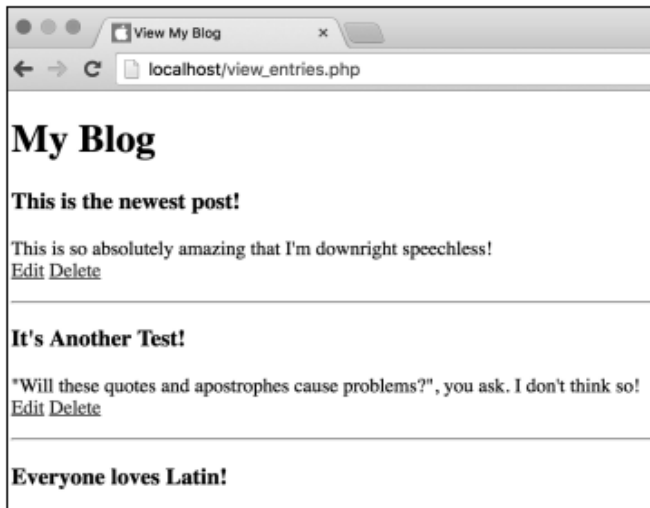 View My Blog
localhost/view_entries.php
My Blog
This is the newest post!
This is so absolutely amazing that I'm downright speechless!
Edit Delete
It's Another Test!
"Will these quotes and apostrophes cause problems?", you ask. I don't think so!
Edit Delete
Everyone loves Latin!